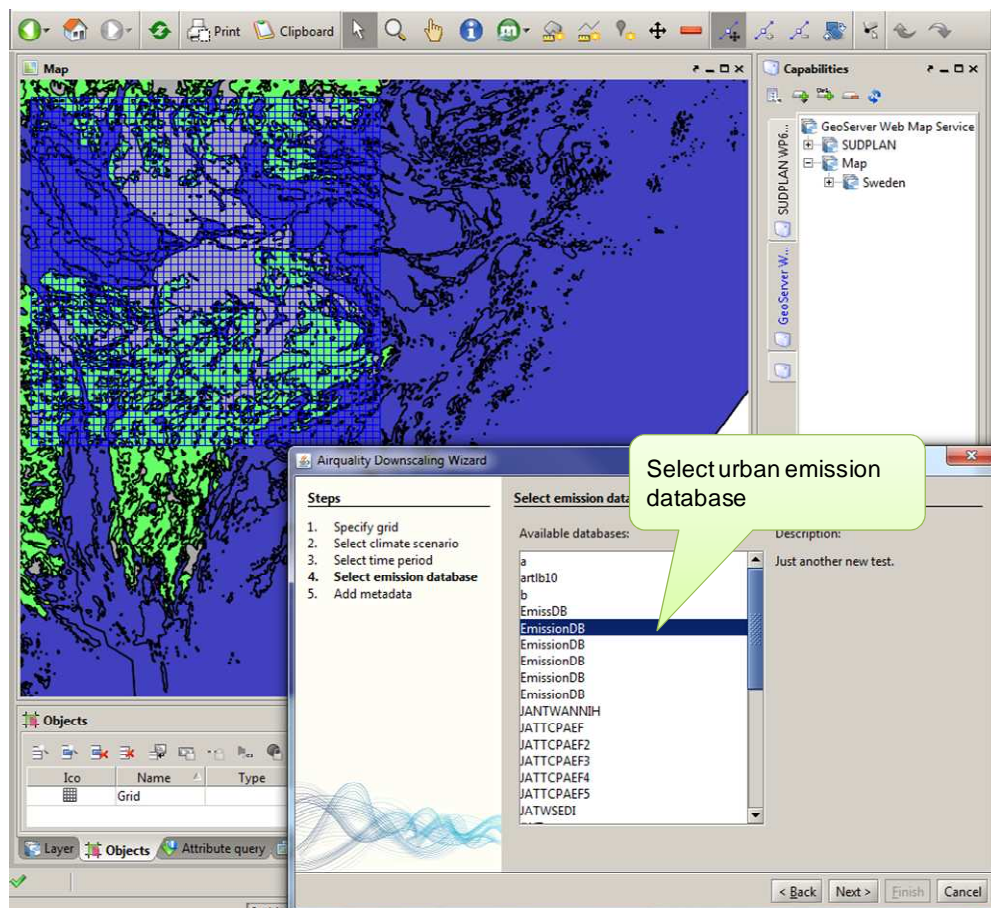 Print
Clipboard
Map
Capabilities
GeoServer Web Map Service
SUDPLAN
Map
Sweden
SUDPLAN WP6...
GeoServer W...
Airquality Downscaling Wizard
Select urban emission
database
Steps
1. Specify grid
2. Select climate scenario
3. Select time period
4. Select emission database
5. Add metadata
Select emission data
Available databases:
a
artlb10
b
EmissDB
EmissionDB
EmissionDB
EmissionDB
EmissionDB
EmissionDB
JANTWANNIH
JATTCPAEF
JATTCPAEF2
JATTCPAEF3
JATTCPAEF4
JATTCPAEF5
JATWSEDI
Description:
Just another new test.
Objects
Ico Name Type
Grid
Layer Objects Attribute query
< Back Next > Finish Cancel